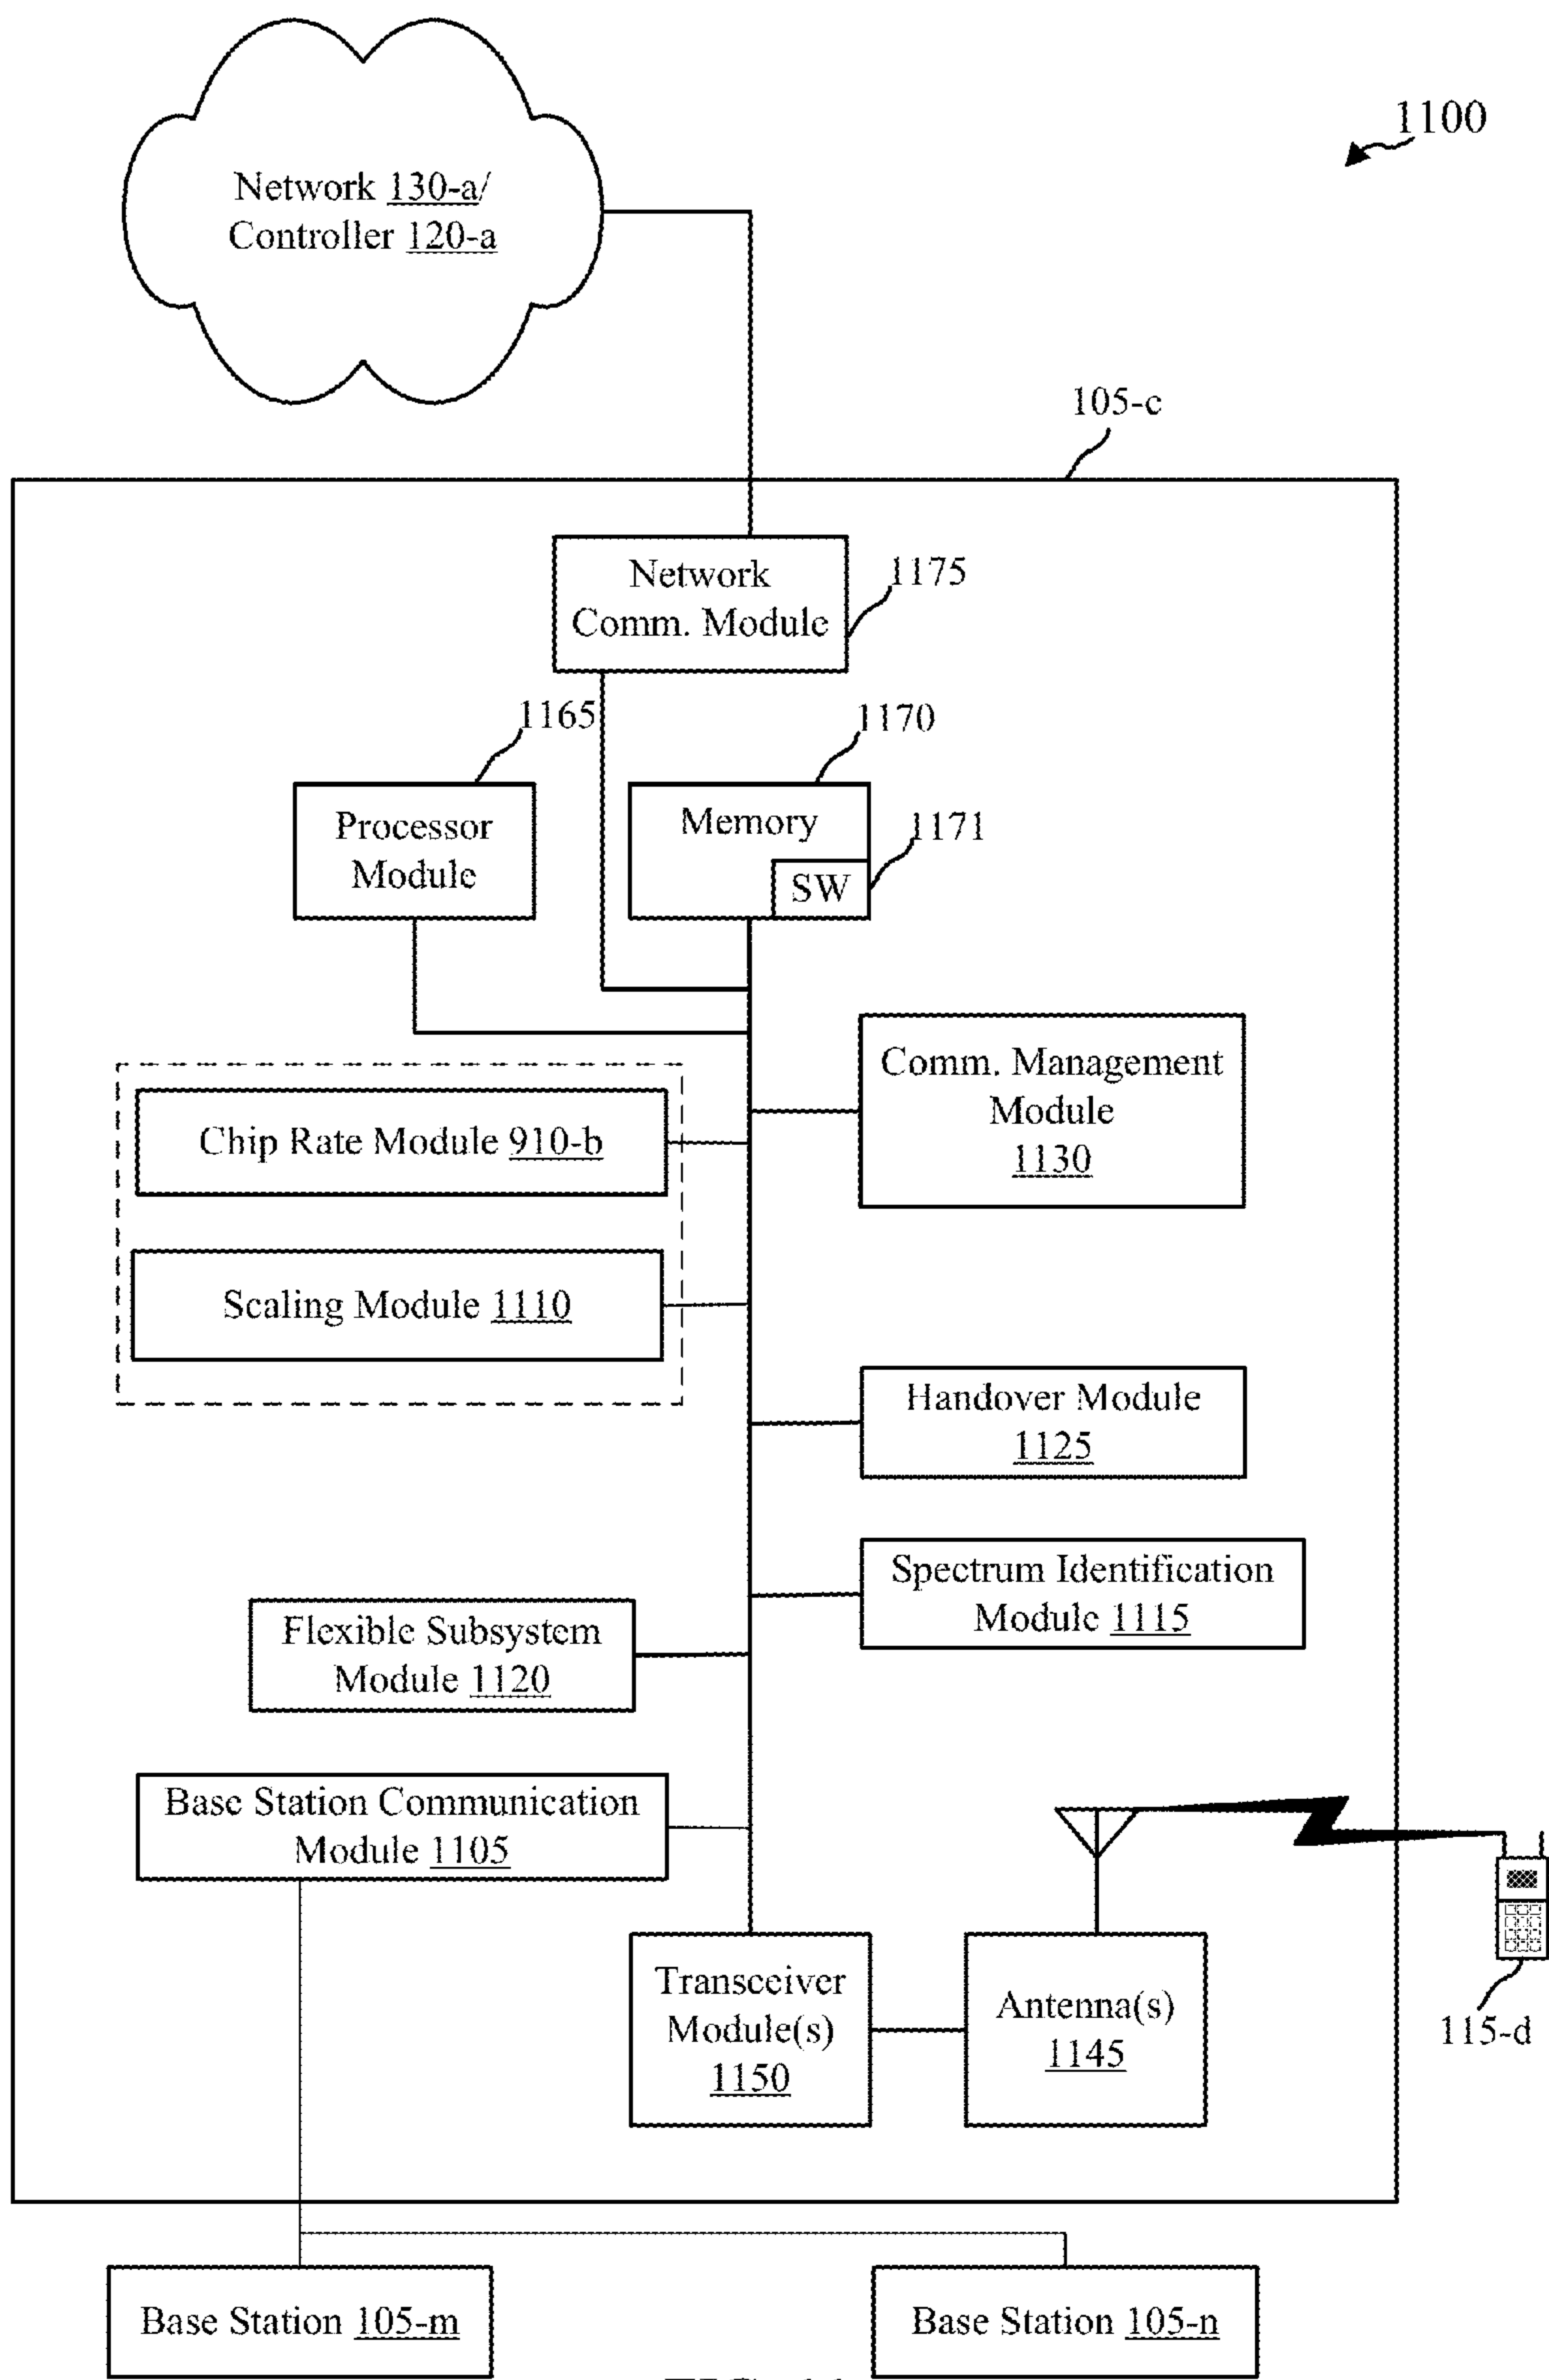 1100
Network 130-a/
Controller 120-a
105-c
Network
Comm. Module
1175
1165
1170
Processor
Module
Memory
1171
SW
Comm. Management
Module
1130
Chip Rate Module 910-b
Scaling Module 1110
Handover Module
1125
Spectrum Identification
Module 1115
Flexible Subsystem
Module 1120
Base Station Communication
Module 1105
Transceiver
Module(s)
1150
Antenna(s)
1145
115-d
Base Station 105-m
Base Station 105-n